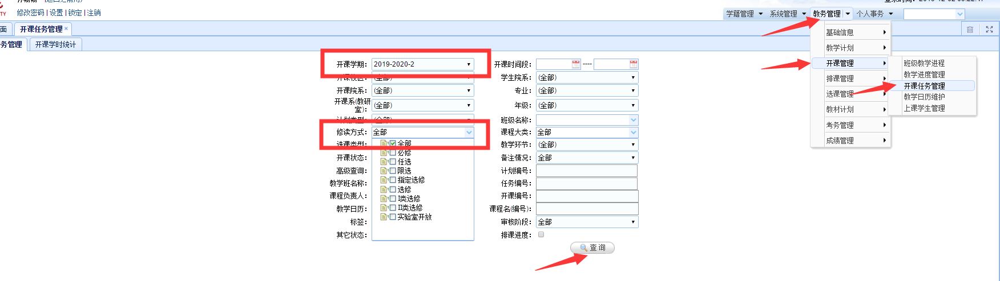 修改密码 | 设置 | 锁定 | 注销
学籍管理 系统管理 教务管理 个人事务
面 开课任务管理 ×
务管理 开课学时统计
基础信息
教学计划
开课管理
排课管理
选课管理
教材计划
考务管理
成绩管理
班级教学进程
教学进度管理
开课任务管理
教学日历维护
上课学生管理
开课学期： 2019-2020-2 开课时间段： ----
开课校区： (全部) 学生院系： (全部)
开课院系： (全部) 专业： (全部)
开课系(教研室)： (全部) 年级： (全部)
计划类型： (全部) 班级名称：
修读方式： 全部 课程大类： 全部
选课类型： 教学环节： (全部)
开课状态： 备注情况： 全部
高级查询： 计划编号：
教学班名称： 任务编号：
课程负责人： 开课编号：
教学日历： 课程名(编号)：
标签： 审核阶段： 全部
其它状态： 排课进度：
全部
必修
任选
限选
指定选修
选修
I类选修
II类选修
实验室开放
查询